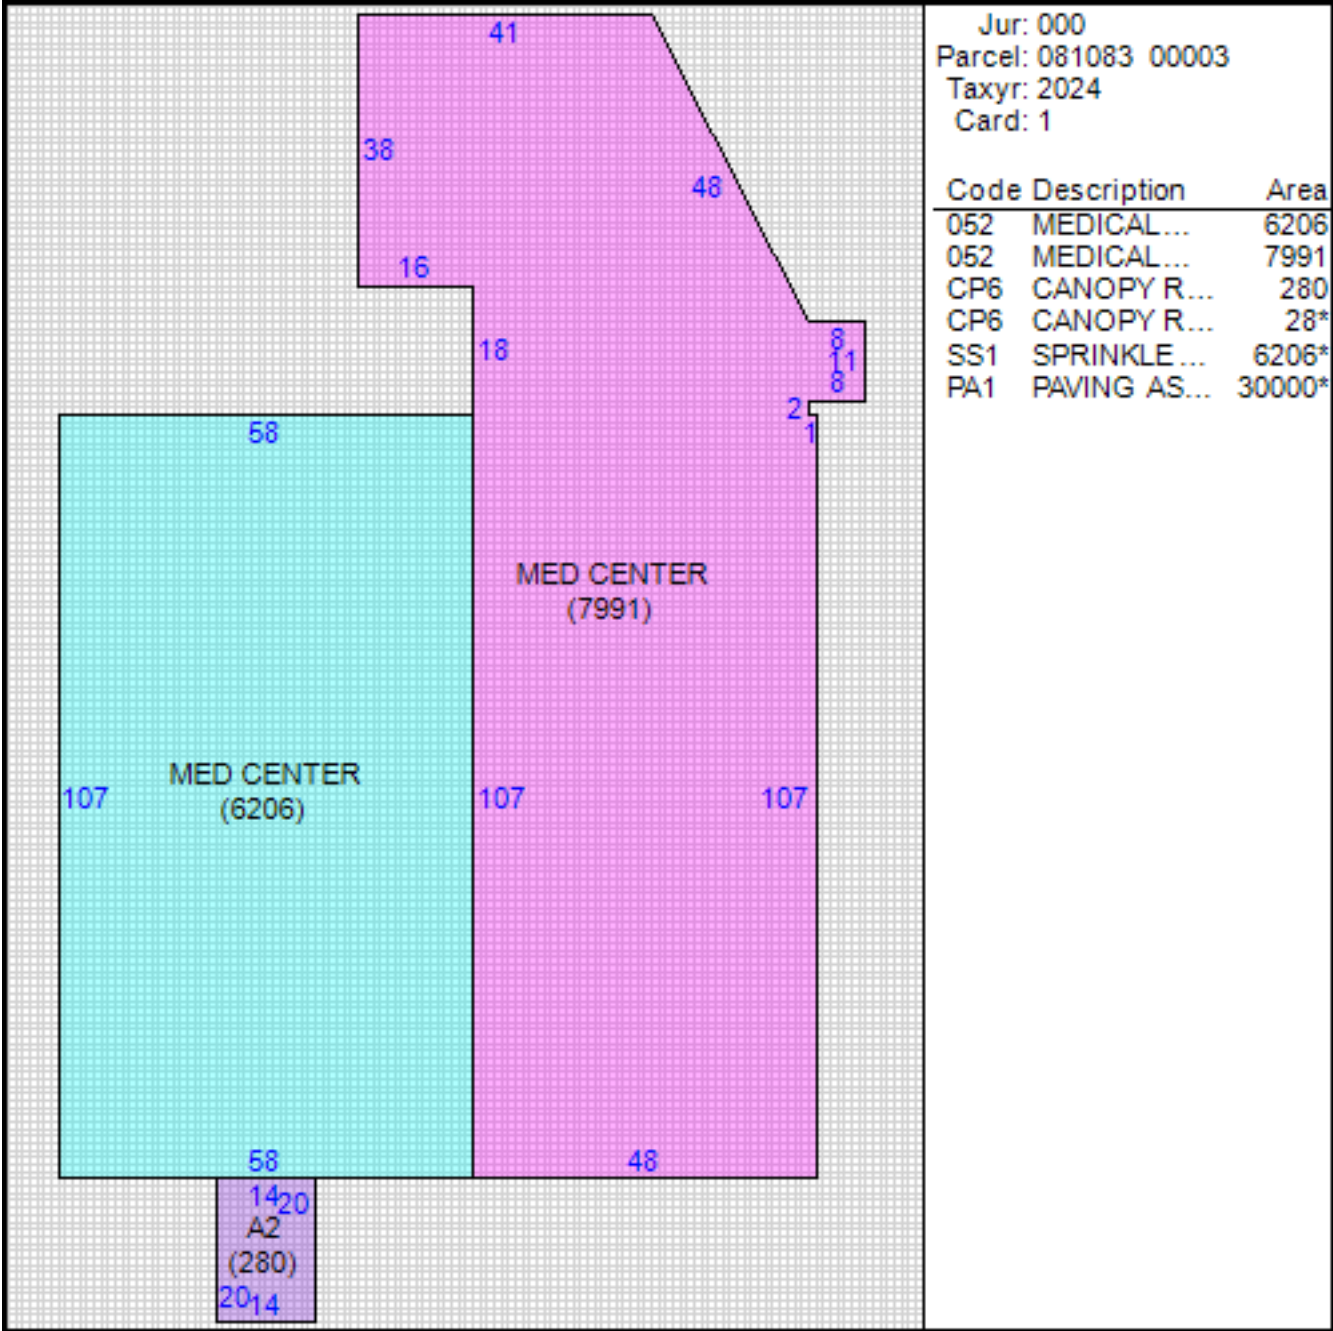 Jur: 000
Parcel: 081083 00003
Taxyr: 2024
Card: 1
Code Description Area
052 MEDICAL... 6206
052 MEDICAL... 7991
CP6 CANOPY R... 280
CP6 CANOPY R... 28*
SS1 SPRINKLE... 6206*
PA1 PAVING AS... 30000*
41
38
48
16
18
8
11
8
2
1
58
MED CENTER
(7991)
MED CENTER
(6206)
107
107
107
58
48
14
20
A2
(280)
20
14